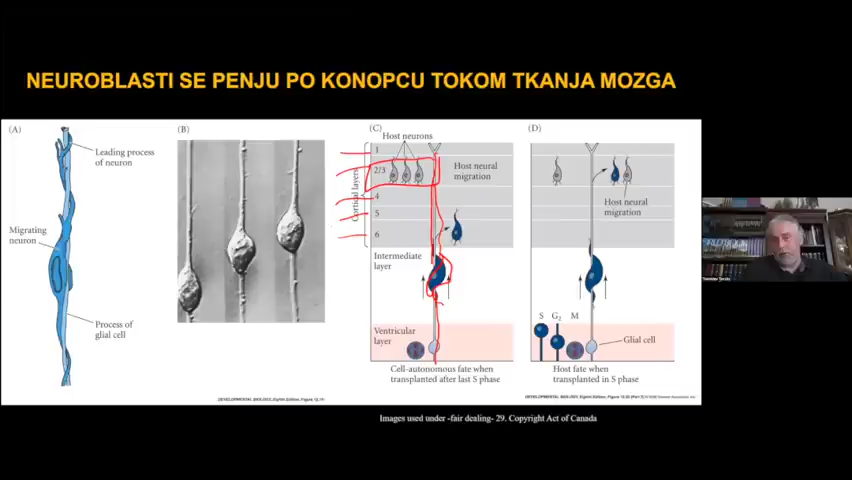 NEUROBLASTI SE PENJU PO KONOPCU TOKOM TKANJA MOZGA
(A)
Leading process
of neuron
Migrating
neuron
Process of
glial cell
(B)
(C)
Host neurons
1
2/3
4
5
6
Cortical layers
Host neural
migration
Intermediate
layer
Ventricular
layer
Cell-autonomous fate when
transplanted after last S phase
(D)
Host neural
migration
S G2 M
Glial cell
Host fate when
transplanted in S phase
Images used under -fair dealing- 29. Copyright Act of Canada